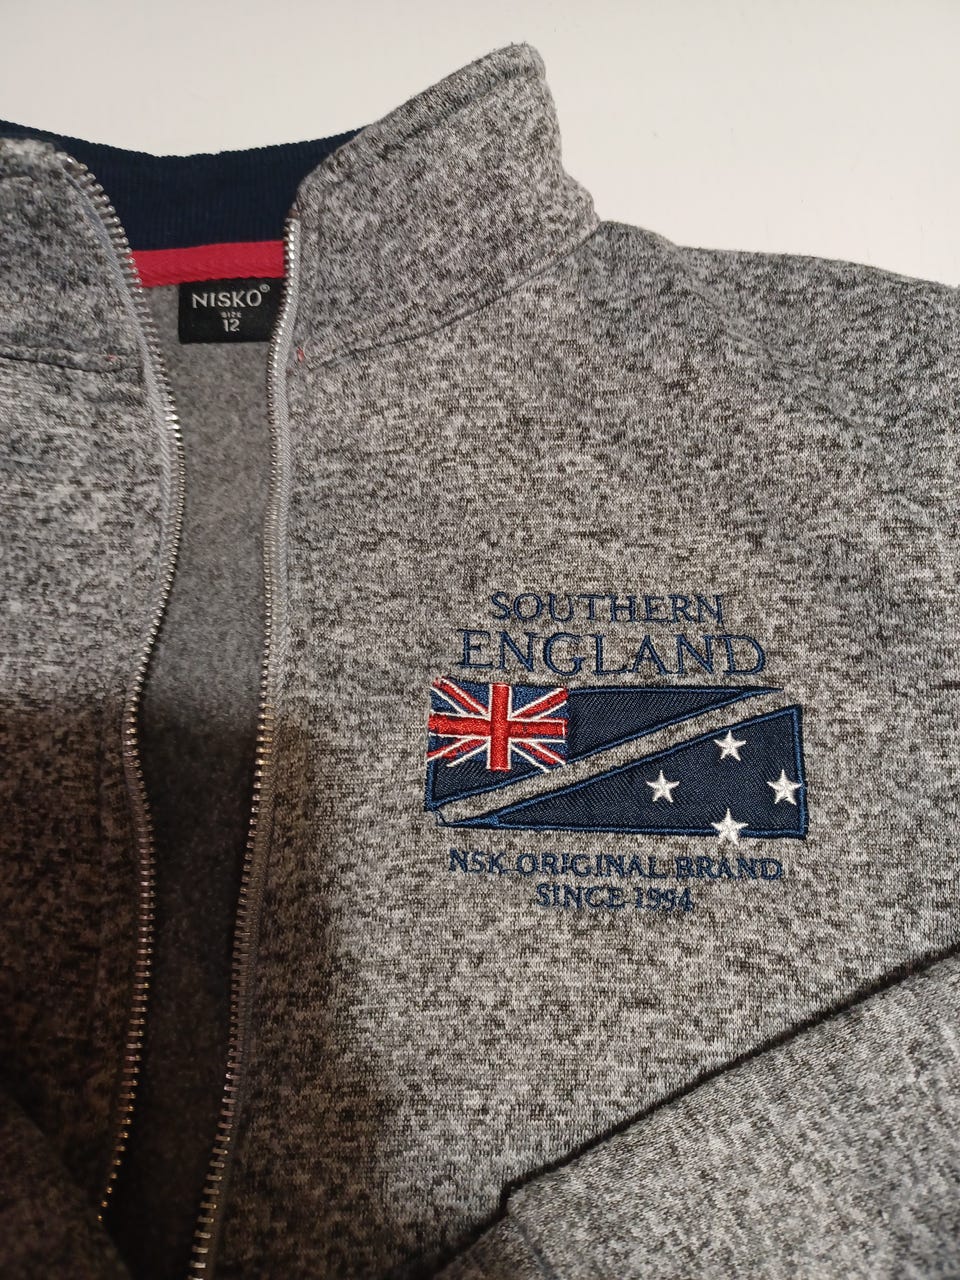 NISKO®
SIZE
12
SOUTHERN
ENGLAND
NSK ORIGINAL BRAND
SINCE 1994